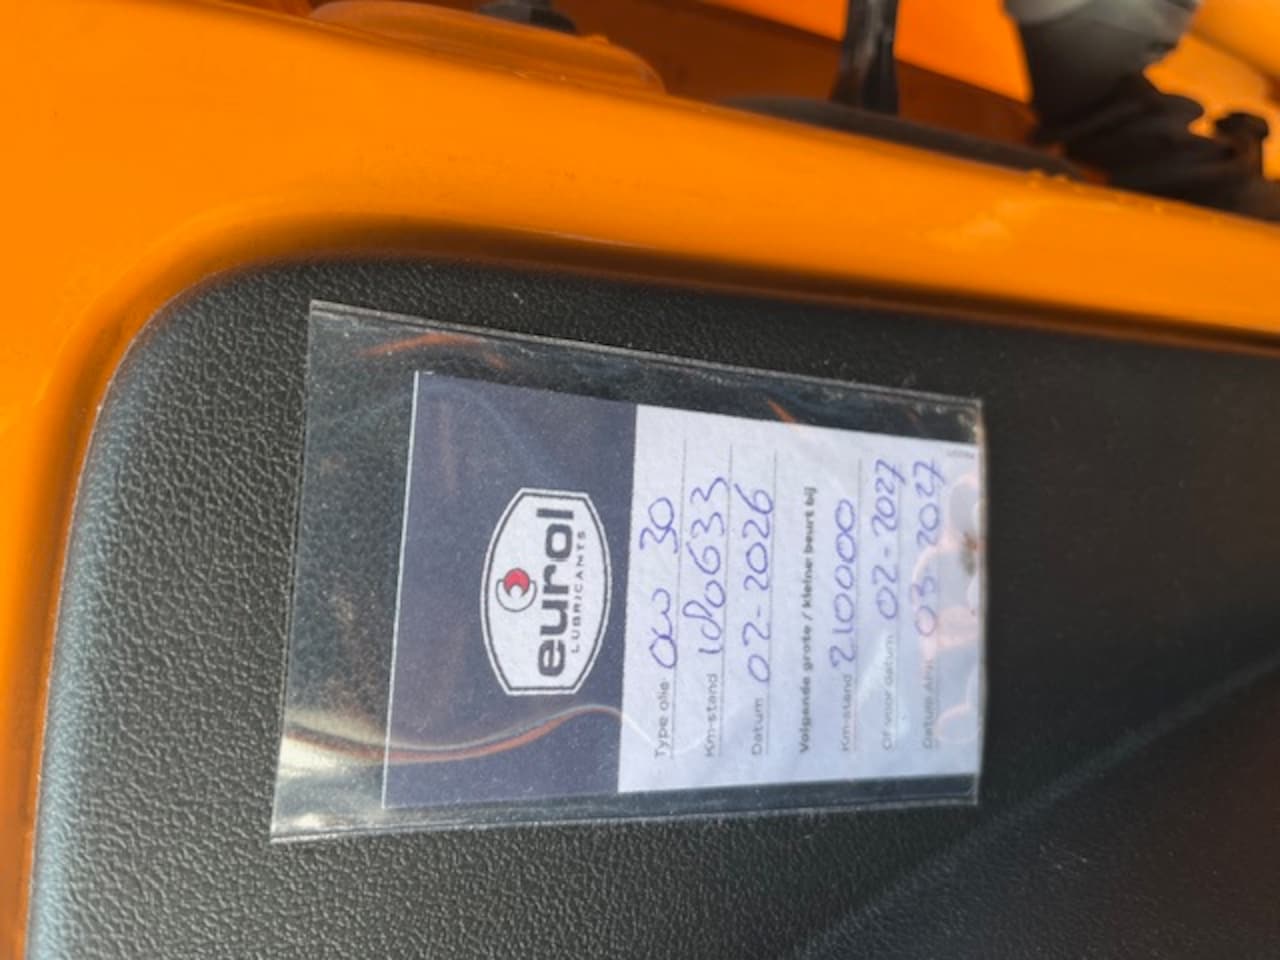 eurol
LUBRICANTS
Type olie 0W 30
Km-stand 180633
Datum 02-2026
Volgende grote / kleine beurt bij
Km-stand 210000
Of voor datum 02-2027
Datum APK 03-2027